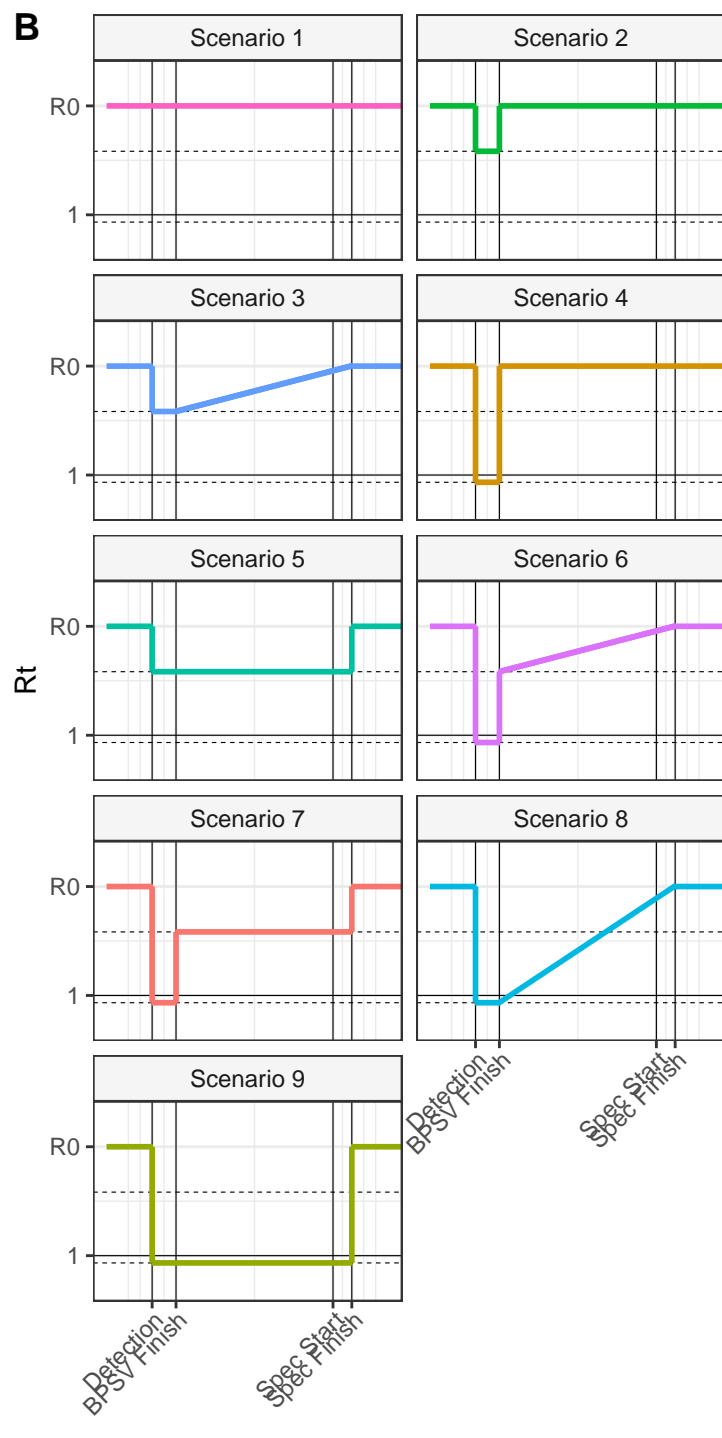 B
Scenario 1
Scenario 2
R0
1
Scenario 3
Scenario 4
R0
1
Scenario 5
Scenario 6
R0
1
Rt
Scenario 7
Scenario 8
R0
1
Detection
BPSV Finish
Spec Start
Spec Finish
Scenario 9
R0
1
Detection
BPSV Finish
Spec Start
Spec Finish